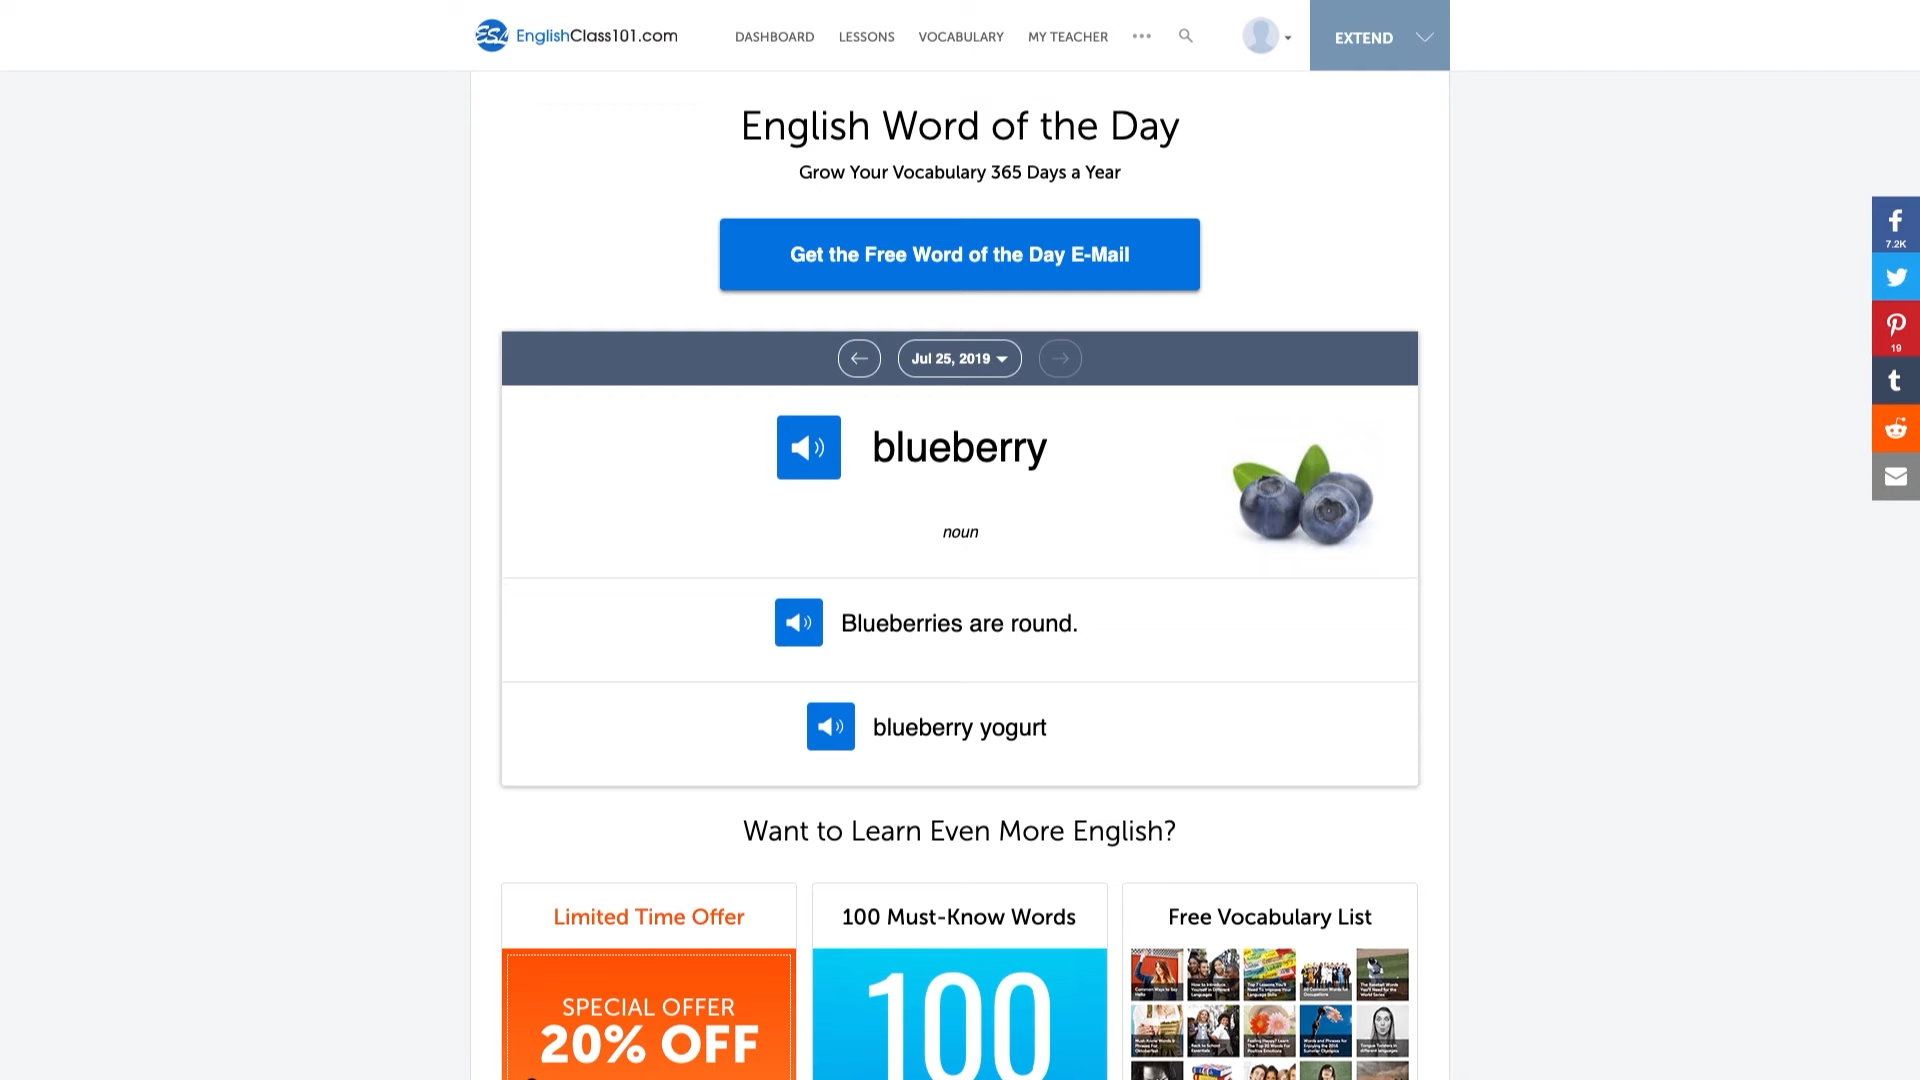 ESL EnglishClass101.com
DASHBOARD LESSONS VOCABULARY MY TEACHER
EXTEND
English Word of the Day
Grow Your Vocabulary 365 Days a Year
Get the Free Word of the Day E-Mail
7.2K
19
Jul 25, 2019
blueberry
noun
Blueberries are round.
blueberry yogurt
Want to Learn Even More English?
Limited Time Offer
SPECIAL OFFER
20% OFF
100 Must-Know Words
100
Free Vocabulary List